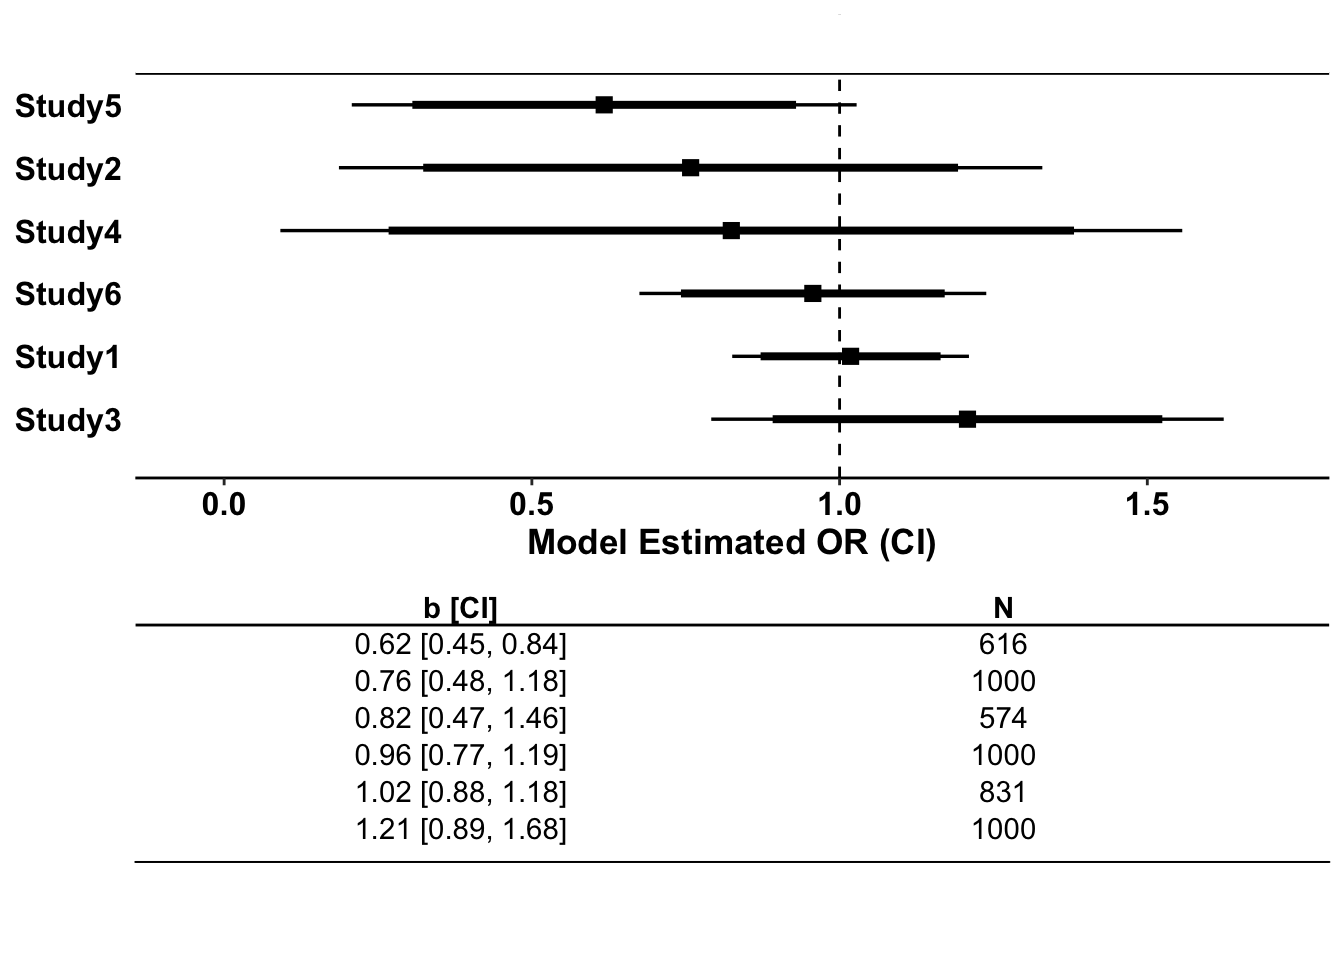 Study5
Study2
Study4
Study6
Study1
Study3
0.0 0.5 1.0 1.5
Model Estimated OR (CI)
b [CI] N
0.62 [0.45, 0.84] 616
0.76 [0.48, 1.18] 1000
0.82 [0.47, 1.46] 574
0.96 [0.77, 1.19] 1000
1.02 [0.88, 1.18] 831
1.21 [0.89, 1.68] 1000